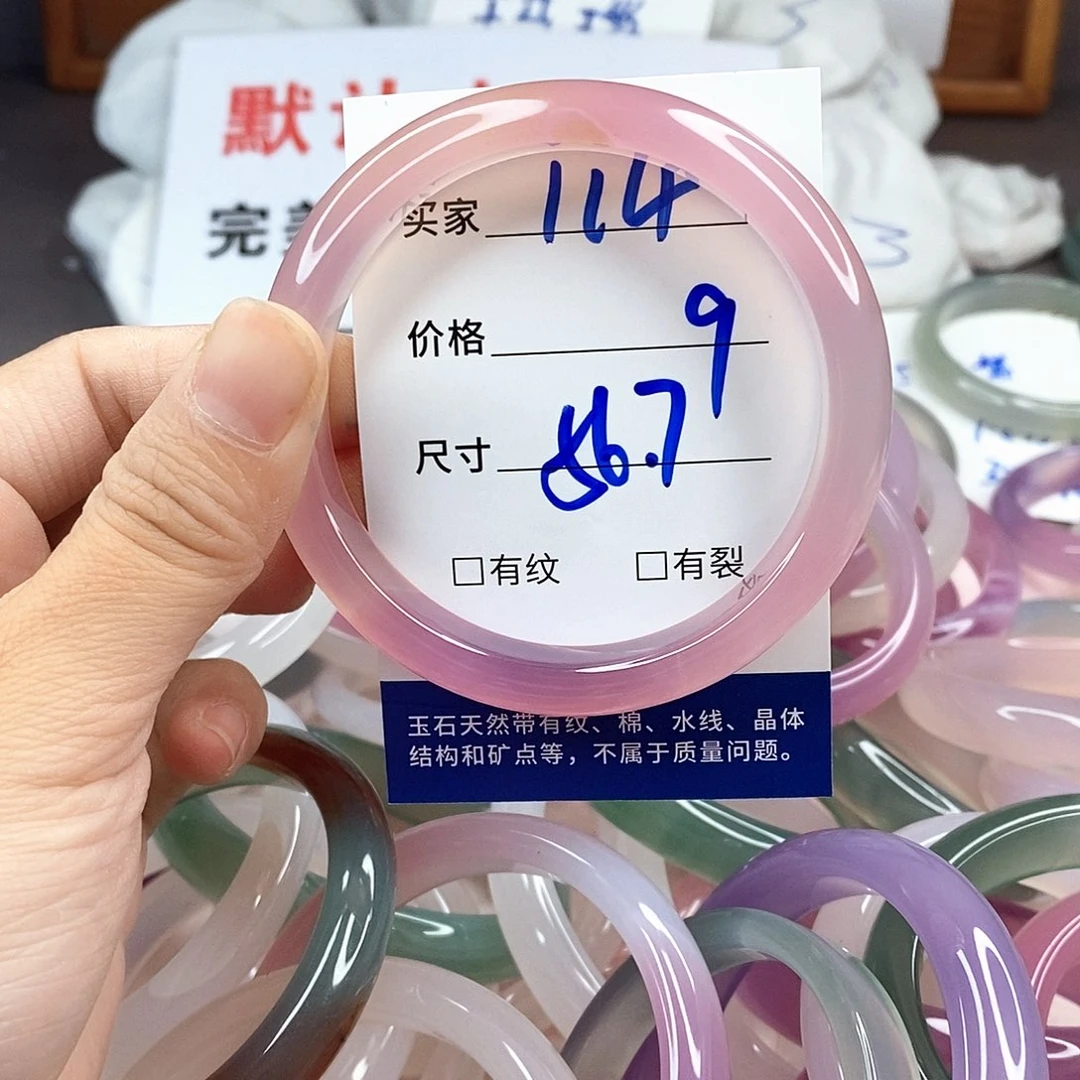 默认
完美
买家 114
价格 9
尺寸 56.7
□有纹 □有裂
玉石天然带有纹、棉、水线、晶体
结构和矿点等，不属于质量问题。